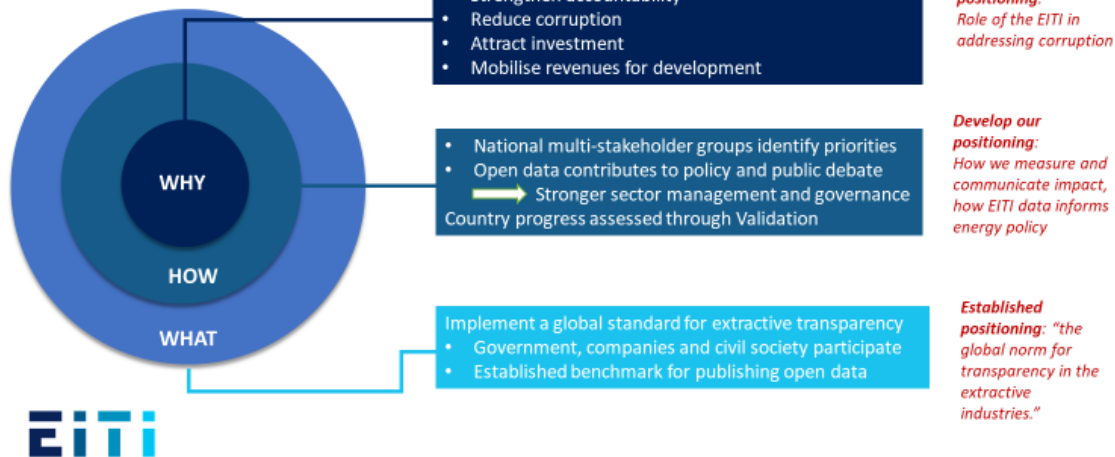 Strengthen accountability
• Reduce corruption
• Attract investment
• Mobilise revenues for development
positioning:
Role of the EITI in
addressing corruption
WHY
HOW
WHAT
• National multi-stakeholder groups identify priorities
• Open data contributes to policy and public debate
Stronger sector management and governance
Country progress assessed through Validation
Develop our
positioning:
How we measure and
communicate impact,
how EITI data informs
energy policy
Implement a global standard for extractive transparency
• Government, companies and civil society participate
• Established benchmark for publishing open data
Established
positioning: “the
global norm for
transparency in the
extractive
industries.”
EiTi